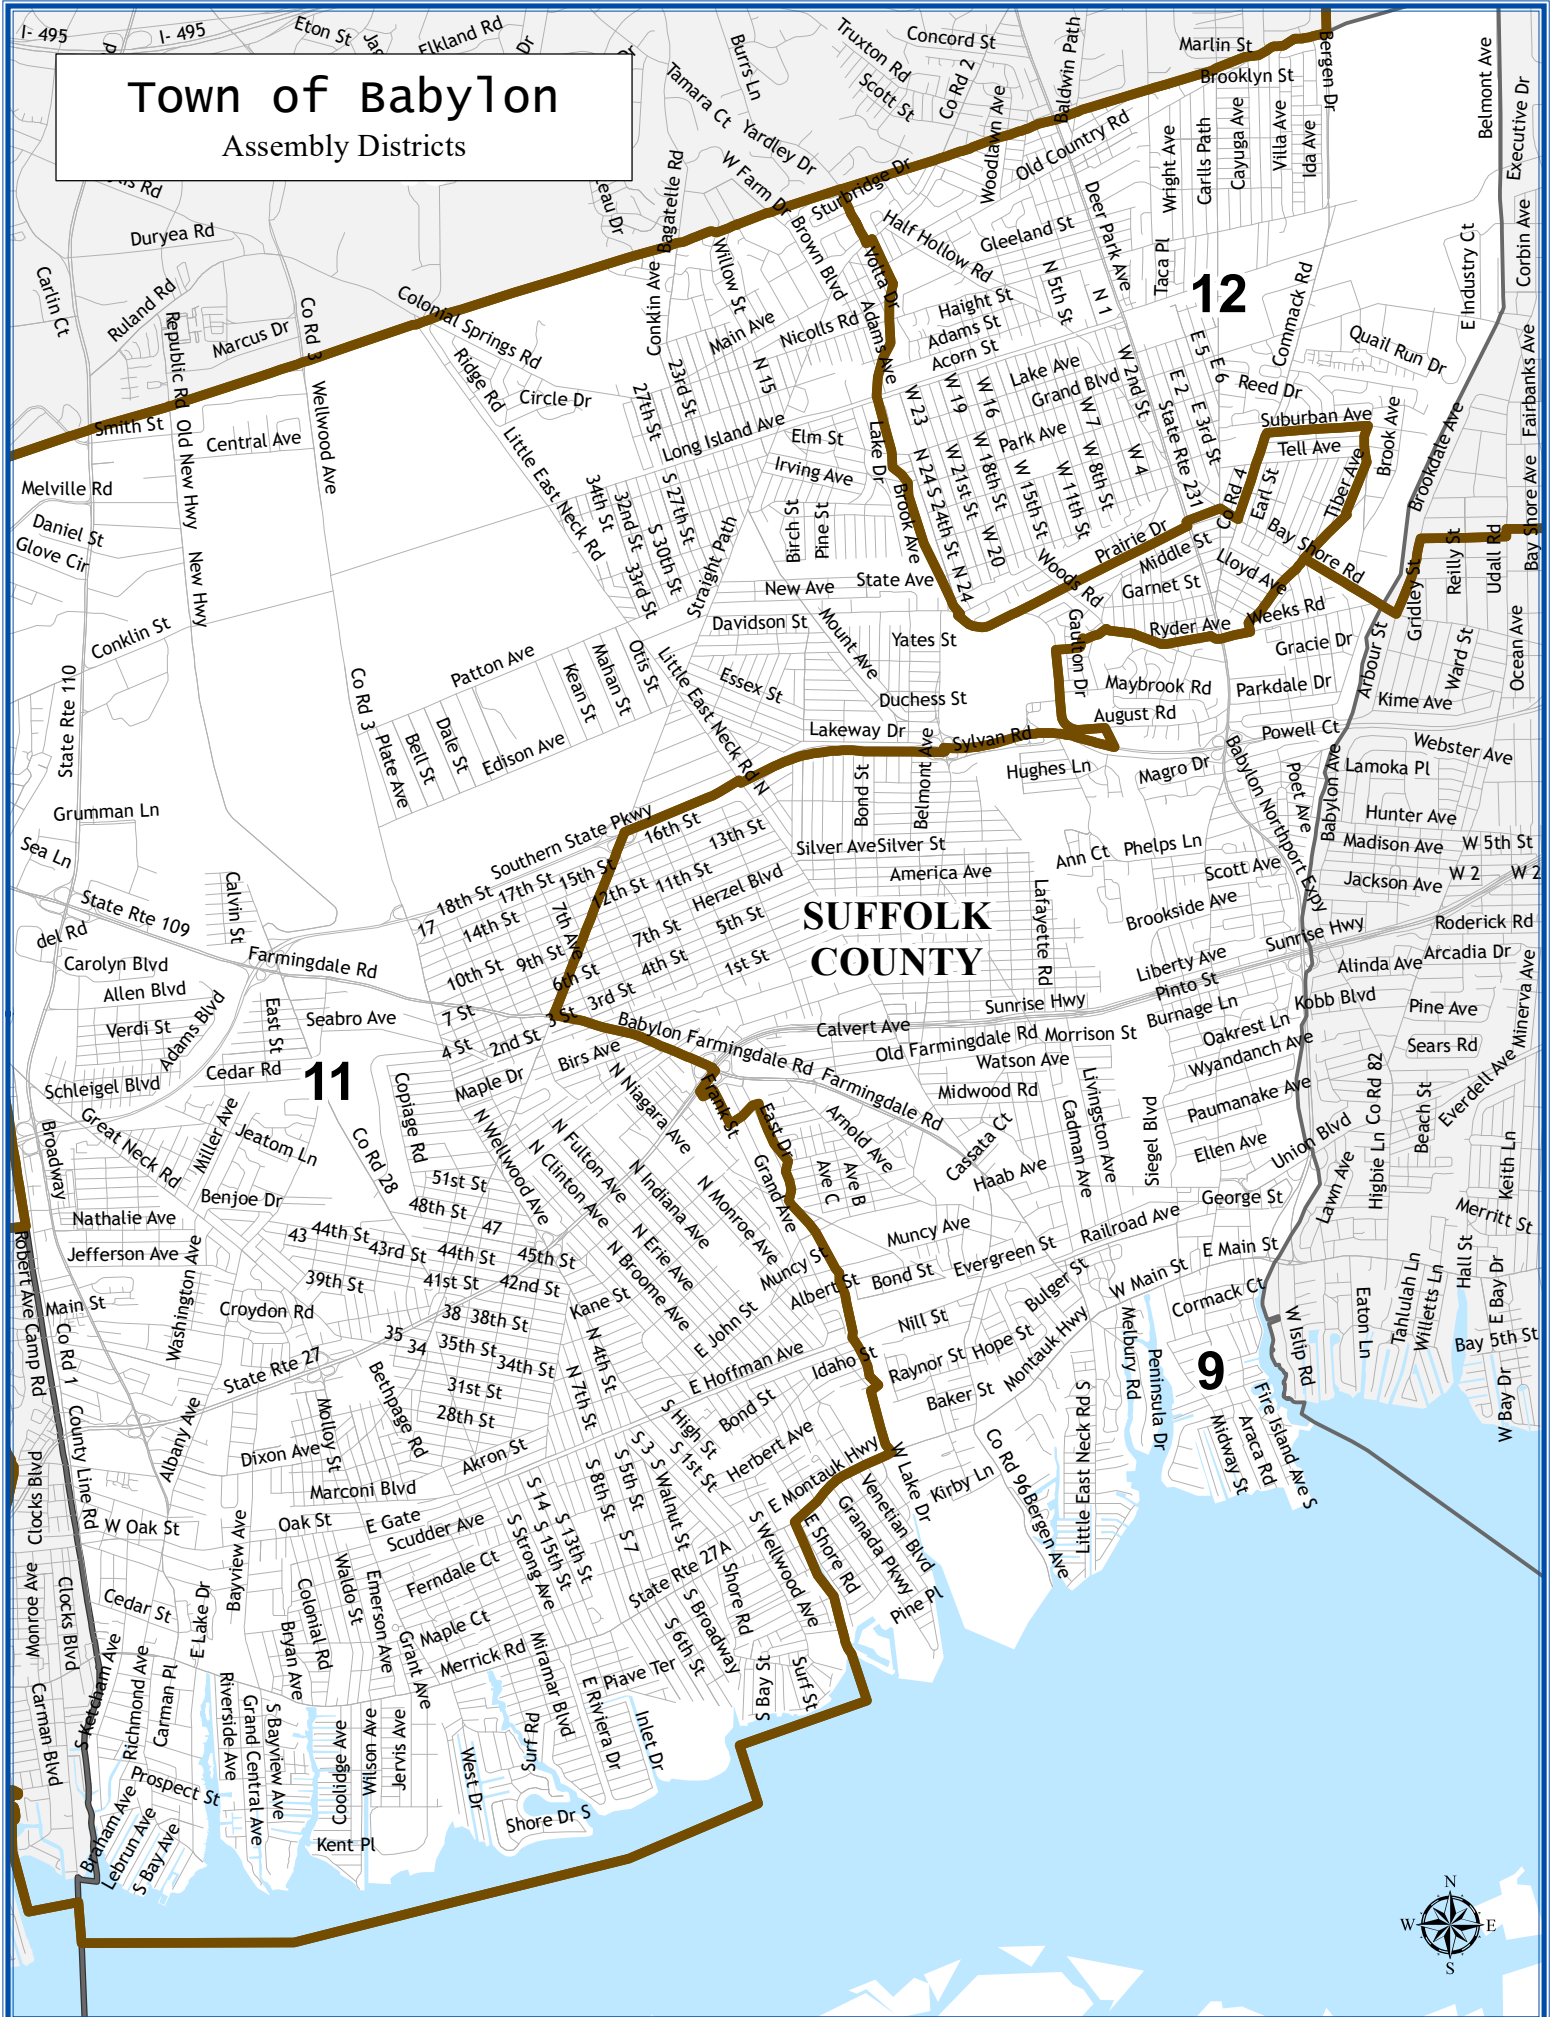 Town of Babylon
Assembly Districts
I- 495
I- 495
Eton St
Elkland Rd
Burrs Ln
Truxton Rd
Scott St
Concord St
Co Rd 2
Baldwin Path
Marlin St
Brooklyn St
Bergen Dr
Belmont Ave
Executive Dr
Tamara Ct
Yardley Dr
Woodlawn Ave
Old Country Rd
Wright Ave
Carlls Path
Cayuga Ave
Villa Ave
Ida Ave
W Farm Dr
Sturbridge Dr
Bagatelle Rd
Duryea Rd
Carlin Ct
Ruland Rd
Republic Rd
Marcus Dr
Co Rd 3
Colonial Springs Rd
Conklin Ave
Willow St
Brown Blvd
Volta Dr
Half Hollow Rd
Gleeland St
Deer Park Ave
Taca Pl
12
Commack Rd
E Industry Ct
Corbin Ave
Main Ave
Nicolls Rd
Adams Ave
Haight St
Adams St
Acorn St
N 5th St
N 1
Quail Run Dr
Fairbanks Ave
Ridge Rd
Circle Dr
23rd St
27th St
N 15
Lake Ave
Grand Blvd
W 2nd St
E 5
E 6
E 2
E 3rd St
Reed Dr
Smith St
Old New Hwy
Central Ave
Wellwood Ave
Little East Neck Rd
Long Island Ave
Elm St
Irving Ave
Lake Dr
W 23
W 19
W 16
Park Ave
W 7
W 4
State Rte 231
Suburban Ave
Tell Ave
Brook Ave
Brookdale Ave
Bay Shore Ave
Melville Rd
Daniel St
Glove Cir
New Hwy
34th St
32nd St
33rd St
S 30th St
S 27th St
Straight Path
Birch St
Pine St
Brook Ave
N 24
S 24th St
N 24
W 21st St
W 18th St
W 20
W 15th St
W 11th St
W 8th St
Prairie Dr
Co Rd 4
Earl St
Tiber Ave
Bay Shore Rd
Reilly St
Udall Rd
Woods Rd
Middle St
Garnet St
Lloyd Ave
Gridley St
Conklin St
New Ave
State Ave
Davidson St
Mount Ave
Yates St
Gaulton Dr
Ryder Ave
Weeks Rd
Gracie Dr
Arbour St
Ward St
Ocean Ave
State Rte 110
Co Rd 3
Patton Ave
Kean St
Mahan St
Otis St
Little East Neck Rd N
Essex St
Duchess St
Maybrook Rd
Parkdale Dr
Kime Ave
Plate Ave
Bell St
Dale St
Edison Ave
Lakeway Dr
Sylvan Rd
August Rd
Powell Ct
Webster Ave
Belmont Ave
Bond St
Hughes Ln
Magro Dr
Babylon Northport Expy
Poet Ave
Babylon Ave
Lamoka Pl
Grumman Ln
Sea Ln
Southern State Pkwy
16th St
13th St
Silver Ave
Silver St
America Ave
Ann Ct
Phelps Ln
Scott Ave
Hunter Ave
Madison Ave
W 5th St
Jackson Ave
W 2
W 2
State Rte 109
Calvin St
18th St
17th St
15th St
12th St
11th St
Herzel Blvd
17
14th St
7th Ave
7th St
5th St
SUFFOLK
COUNTY
Lafayette Rd
Brookside Ave
Sunrise Hwy
Roderick Rd
del Rd
Carolyn Blvd
Farmingdale Rd
10th St
9th St
6th St
4th St
1st St
Liberty Ave
Alinda Ave
Arcadia Dr
Allen Blvd
Verdi St
Adams Blvd
East St
Seabro Ave
7 St
4 St
2nd St
3 St
3rd St
Babylon Farmingdale Rd
Calvert Ave
Sunrise Hwy
Pinto St
Burnage Ln
Kobb Blvd
Pine Ave
Minerva Ave
Schleigel Blvd
Cedar Rd
11
Maple Dr
Birs Ave
Farmingdale Rd
Old Farmingdale Rd
Morrison St
Watson Ave
Midwood Rd
Oakrest Ln
Wyandanch Ave
Paumanake Ave
Sears Rd
Everdell Ave
Broadway
Great Neck Rd
Miller Ave
Jeatom Ln
Co Rd 28
Copiage Rd
N Wellwood Ave
N Clinton Ave
N Fulton Ave
N Niagara Ave
Frank St
East Dr
Arnold Ave
Cassata Ct
Haab Ave
Cadman Ave
Livingston Ave
Siegel Blvd
Ellen Ave
Union Blvd
Co Rd 82
Higbie Ln
Beach St
Keith Ln
Benjoe Dr
51st St
48th St
47
N Indiana Ave
N Monroe Ave
Grand Ave
Ave C
Ave B
George St
Lawn Ave
Merritt St
Nathalie Ave
Jefferson Ave
Washington Ave
43
44th St
43rd St
44th St
45th St
N Erie Ave
N Broome Ave
Muncy St
Muncy Ave
Evergreen St
Railroad Ave
E Main St
W Main St
Robert Ave
Camp Rd
Main St
Co Rd 1
39th St
41st St
42nd St
Kane St
Albert St
Bond St
Bulger St
Cormack Ct
Croydon Rd
38
38th St
E John St
Nill St
Hope St
Montauk Hwy
Melbury Rd
Peninsula Dr
9
W Islip Rd
Eaton Ln
Tahlulah Ln
Willetts Ln
Hall St
E Bay Dr
Bay 5th St
W Bay Dr
State Rte 27
35
34
35th St
34th St
31st St
28th St
N 4th St
N 7th St
E Hoffman Ave
Idaho St
Raynor St
Baker St
Bethpage Rd
Molloy St
Albany Ave
County Line Rd
Clocks Blvd
Dixon Ave
Marconi Blvd
Akron St
S High St
Bond St
S 1st St
Herbert Ave
E Montauk Hwy
W Lake Dr
Kirby Ln
Co Rd 96
Bergen Ave
Little East Neck Rd S
Fire Island Ave S
Araca Rd
Midway St
W Oak St
Oak St
E Gate
Scudder Ave
S 14
S 13th St
S 15th St
S Strong Ave
S 8th St
S 5th St
S 3
S 7
S Walnut St
S Wellwood Ave
E Shore Rd
Granada Pkwy
Venetian Blvd
Pine Pl
Monroe Ave
Clocks Blvd
Cedar St
E Lake Dr
Bayview Ave
Colonial Rd
Waldo St
Emerson Ave
Ferndale Ct
Maple Ct
State Rte 27A
Shore Rd
S Broadway
S 6th St
Bryan Ave
Grant Ave
Merrick Rd
Miramar Blvd
Piave Ter
E Riviera Dr
S Bay St
Surf St
Carman Blvd
S Ketcham Ave
Richmond Ave
Carman Pl
Riverside Ave
Grand Central Ave
S Bayview Ave
Coolidge Ave
Wilson Ave
Jervis Ave
West Dr
Surf Rd
Inlet Dr
Prospect St
Braham Ave
Lebrun Ave
S Bay Ave
Kent Pl
Shore Dr S
N
W
E
S